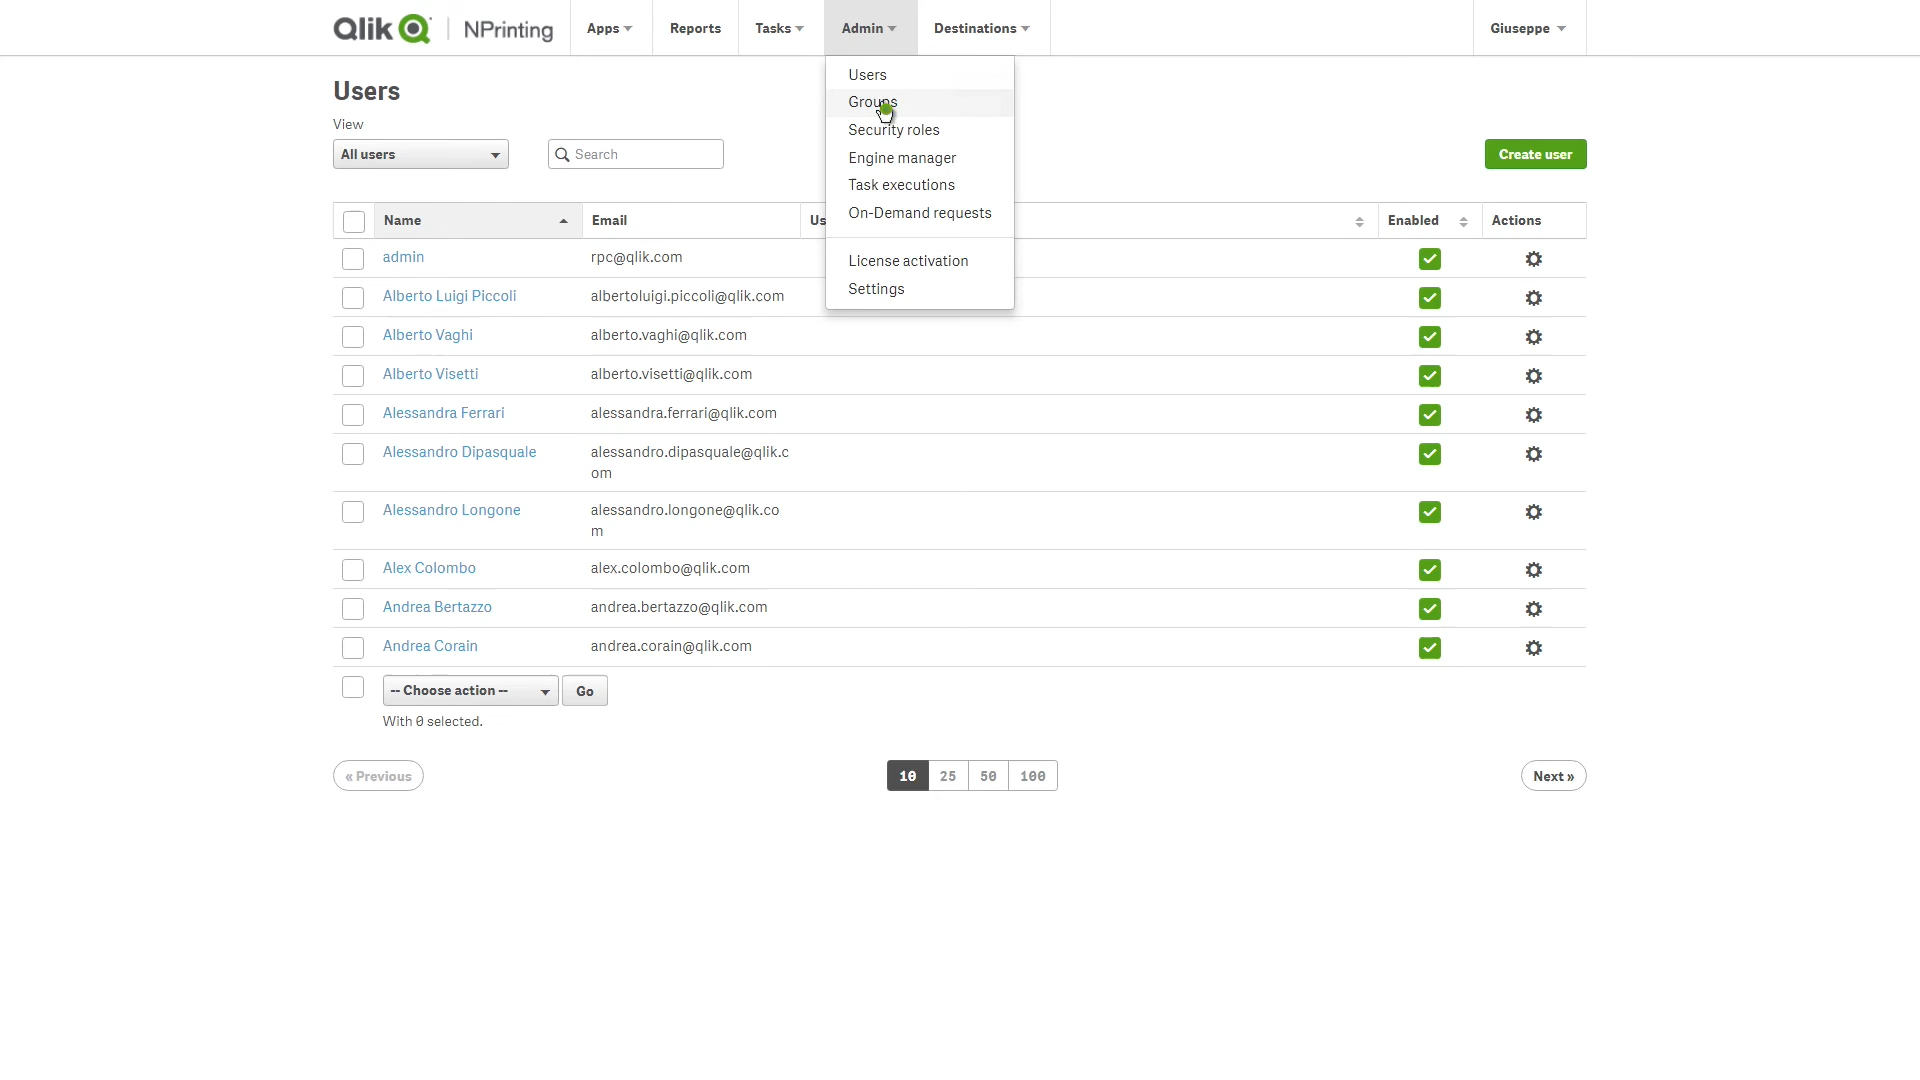 Qlik NPrinting Apps Reports Tasks Admin Destinations Giuseppe
Users
View
All users
Search
Create user
Users
Groups
Security roles
Engine manager
Task executions
On-Demand requests
License activation
Settings
Name Email Us Enabled Actions
admin rpc@qlik.com
Alberto Luigi Piccoli albertoluigi.piccoli@qlik.com
Alberto Vaghi alberto.vaghi@qlik.com
Alberto Visetti alberto.visetti@qlik.com
Alessandra Ferrari alessandra.ferrari@qlik.com
Alessandro Dipasquale alessandro.dipasquale@qlik.c
om
Alessandro Longone alessandro.longone@qlik.co
m
Alex Colombo alex.colombo@qlik.com
Andrea Bertazzo andrea.bertazzo@qlik.com
Andrea Corain andrea.corain@qlik.com
-- Choose action -- Go
With 0 selected.
« Previous 10 25 50 100 Next »